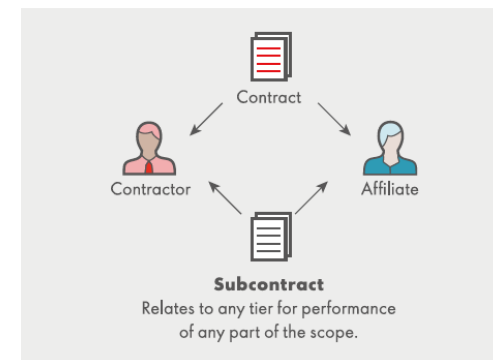 Contract
Contractor
Affiliate
Subcontract
Relates to any tier for performance
of any part of the scope.